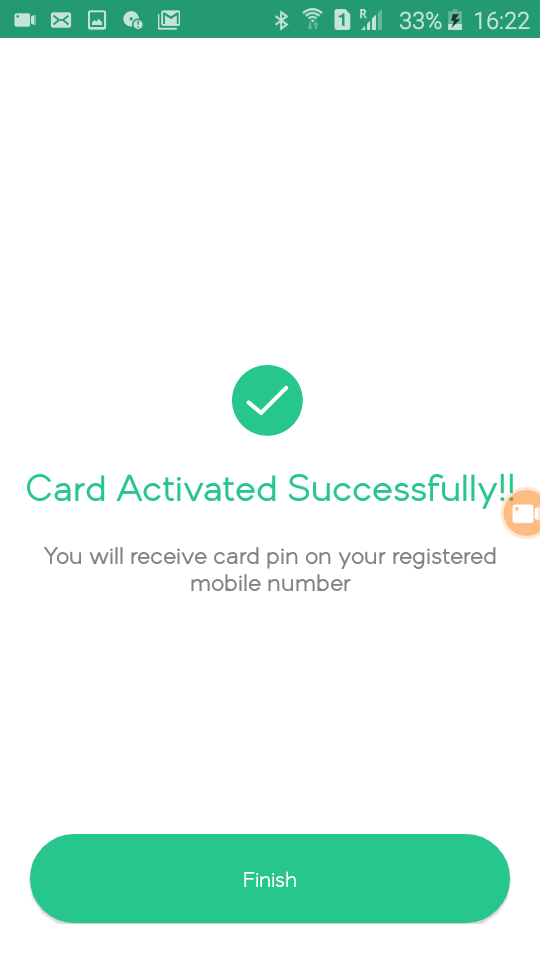 1 R 33% 16:22
Card Activated Successfully!!
You will receive card pin on your registered
mobile number
Finish